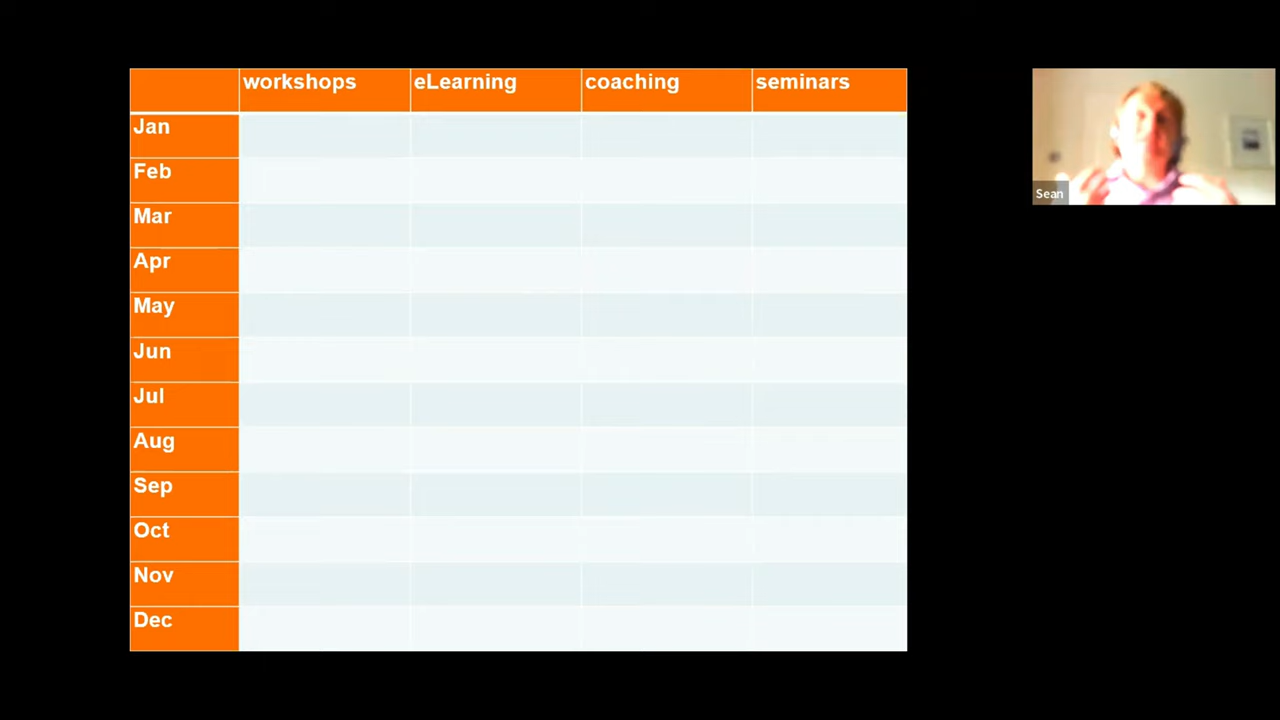 workshops eLearning coaching seminars
Jan
Feb
Mar
Apr
May
Jun
Jul
Aug
Sep
Oct
Nov
Dec
Sean